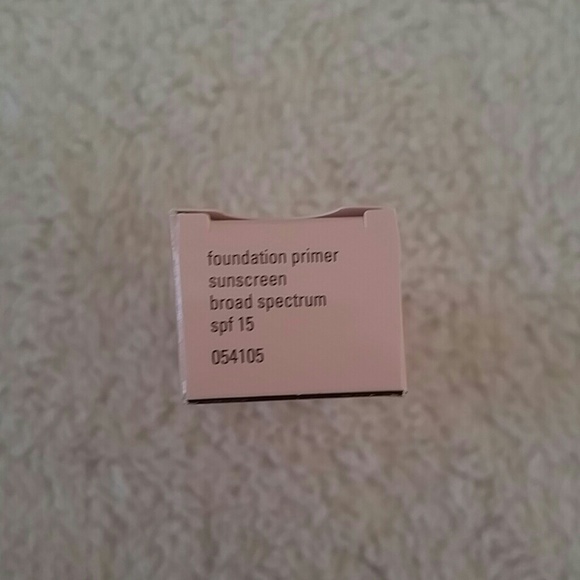 foundation primer
sunscreen
broad spectrum
spf 15
054105